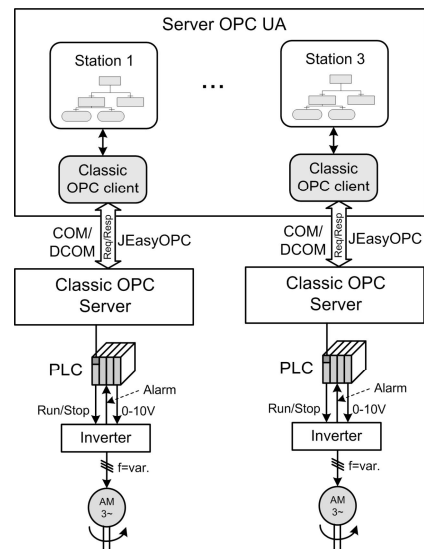 Server OPC UA
Station 1
...
Station 3
Classic
OPC client
Classic
OPC client
COM/
DCOM
Req/Resp
JEasyOPC
COM/
DCOM
Req/Resp
JEasyOPC
Classic OPC
Server
Classic OPC
Server
PLC
Alarm
Run/Stop
0-10V
PLC
Alarm
Run/Stop
0-10V
Inverter
Inverter
f=var.
f=var.
AM
3~
AM
3~